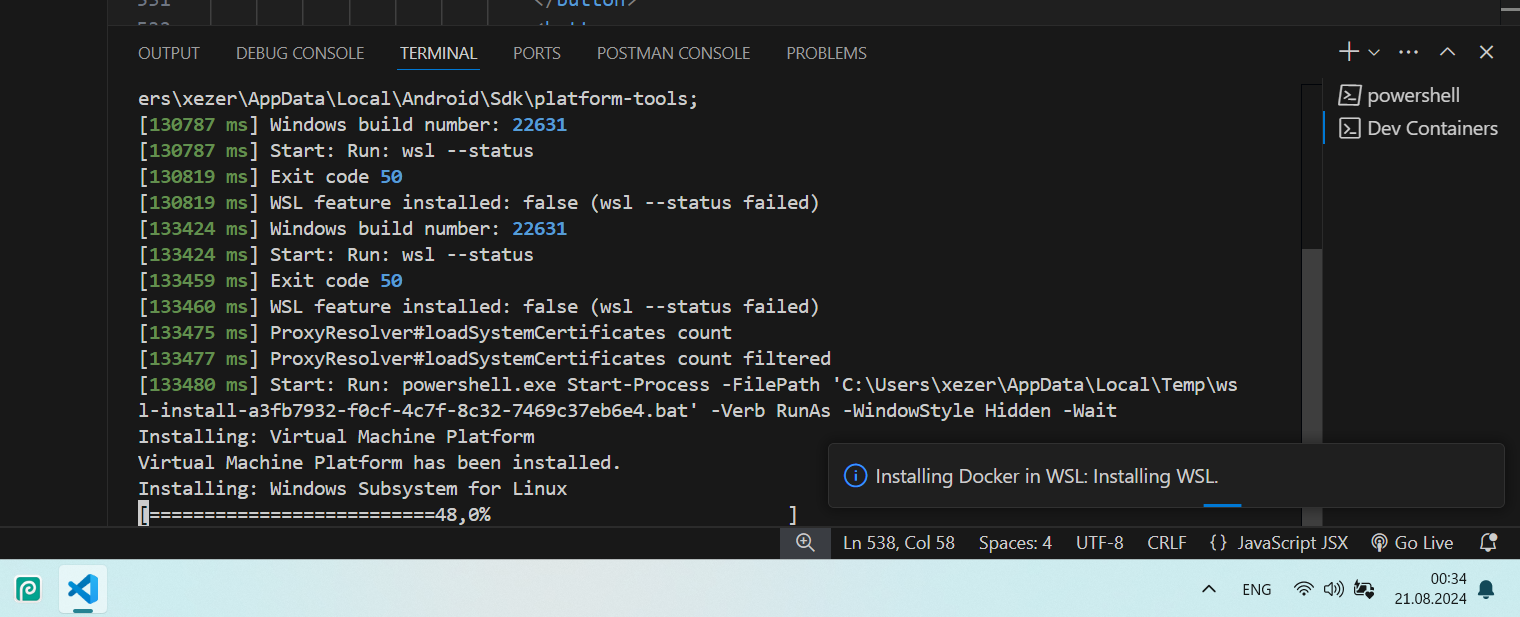 531
</button>
OUTPUT DEBUG CONSOLE TERMINAL PORTS POSTMAN CONSOLE PROBLEMS
powershell
Dev Containers
ers\xezer\AppData\Local\Android\Sdk\platform-tools;
[130787 ms] Windows build number: 22631
[130787 ms] Start: Run: wsl --status
[130819 ms] Exit code 50
[130819 ms] WSL feature installed: false (wsl --status failed)
[133424 ms] Windows build number: 22631
[133424 ms] Start: Run: wsl --status
[133459 ms] Exit code 50
[133460 ms] WSL feature installed: false (wsl --status failed)
[133475 ms] ProxyResolver#loadSystemCertificates count
[133477 ms] ProxyResolver#loadSystemCertificates count filtered
[133480 ms] Start: Run: powershell.exe Start-Process -FilePath 'C:\Users\xezer\AppData\Local\Temp\ws
l-install-a3fb7932-f0cf-4c7f-8c32-7469c37eb6e4.bat' -Verb RunAs -WindowStyle Hidden -Wait
Installing: Virtual Machine Platform
Virtual Machine Platform has been installed.
Installing: Windows Subsystem for Linux
[==========================48,0% ]
Installing Docker in WSL: Installing WSL.
Ln 538, Col 58 Spaces: 4 UTF-8 CRLF {} JavaScript JSX Go Live
ENG
00:34
21.08.2024